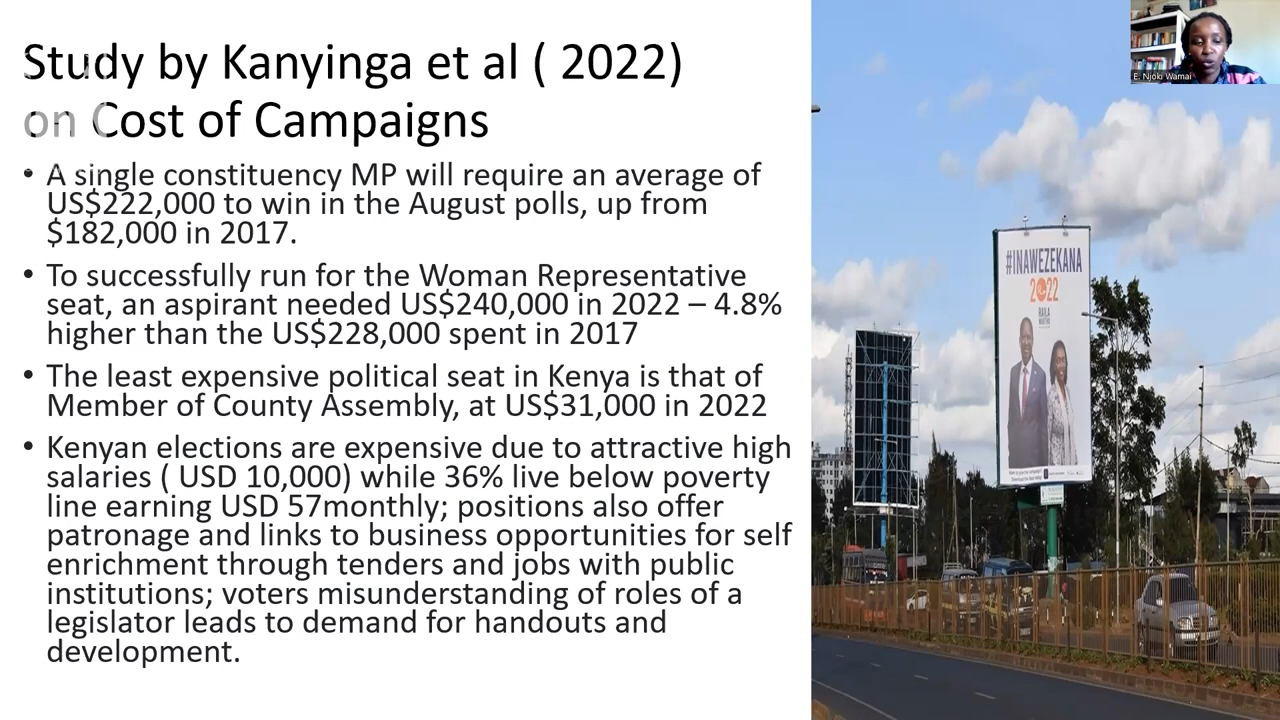 Study by Kanyinga et al ( 2022)
on Cost of Campaigns
• A single constituency MP will require an average of
US$222,000 to win in the August polls, up from
$182,000 in 2017.
• To successfully run for the Woman Representative
seat, an aspirant needed US$240,000 in 2022 – 4.8%
higher than the US$228,000 spent in 2017
• The least expensive political seat in Kenya is that of
Member of County Assembly, at US$31,000 in 2022
• Kenyan elections are expensive due to attractive high
salaries ( USD 10,000) while 36% live below poverty
line earning USD 57monthly; positions also offer
patronage and links to business opportunities for self
enrichment through tenders and jobs with public
institutions; voters misunderstanding of roles of a
legislator leads to demand for handouts and
development.
E. Njoki Wamai
#INAWEZEKANA
2022
RAILA
MARTHA